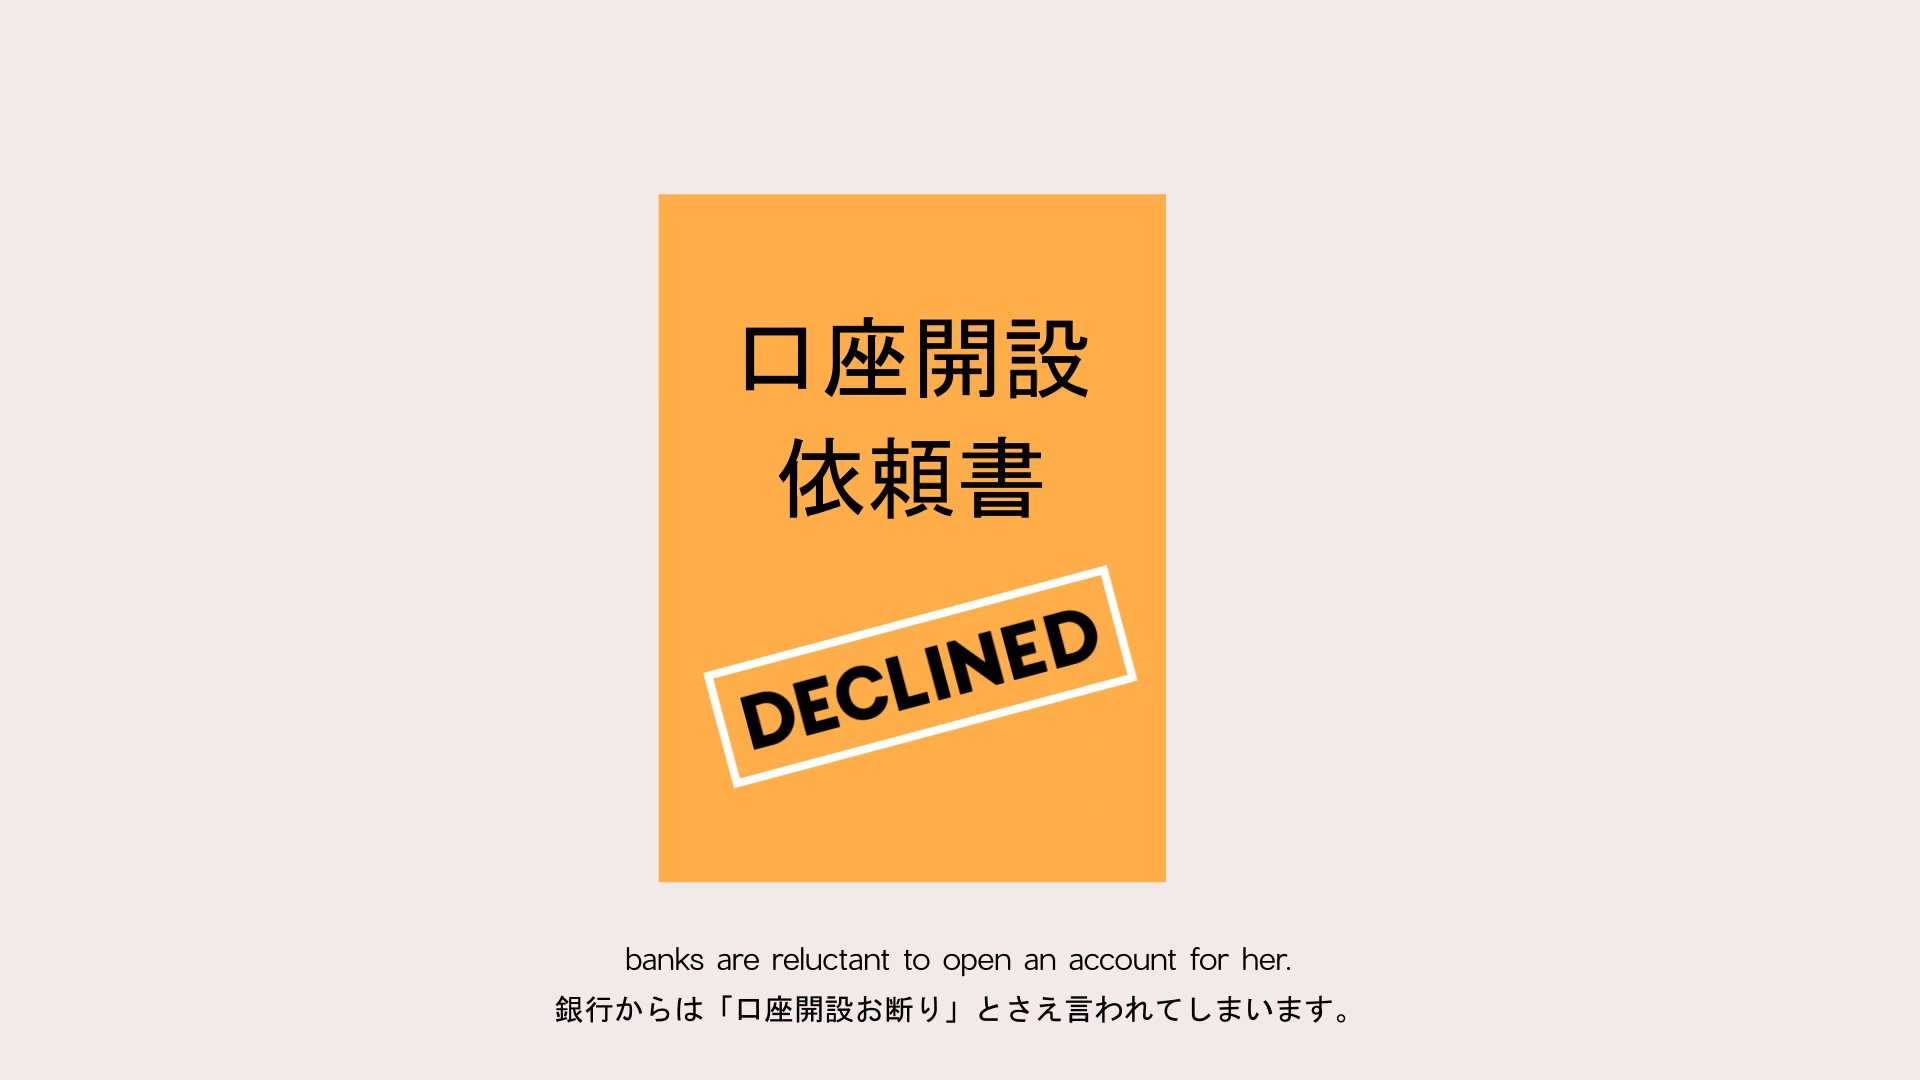 口座開設
依頼書
DECLINED
banks are reluctant to open an account for her.
銀行からは「口座開設お断り」とさえ言われてしまいます。